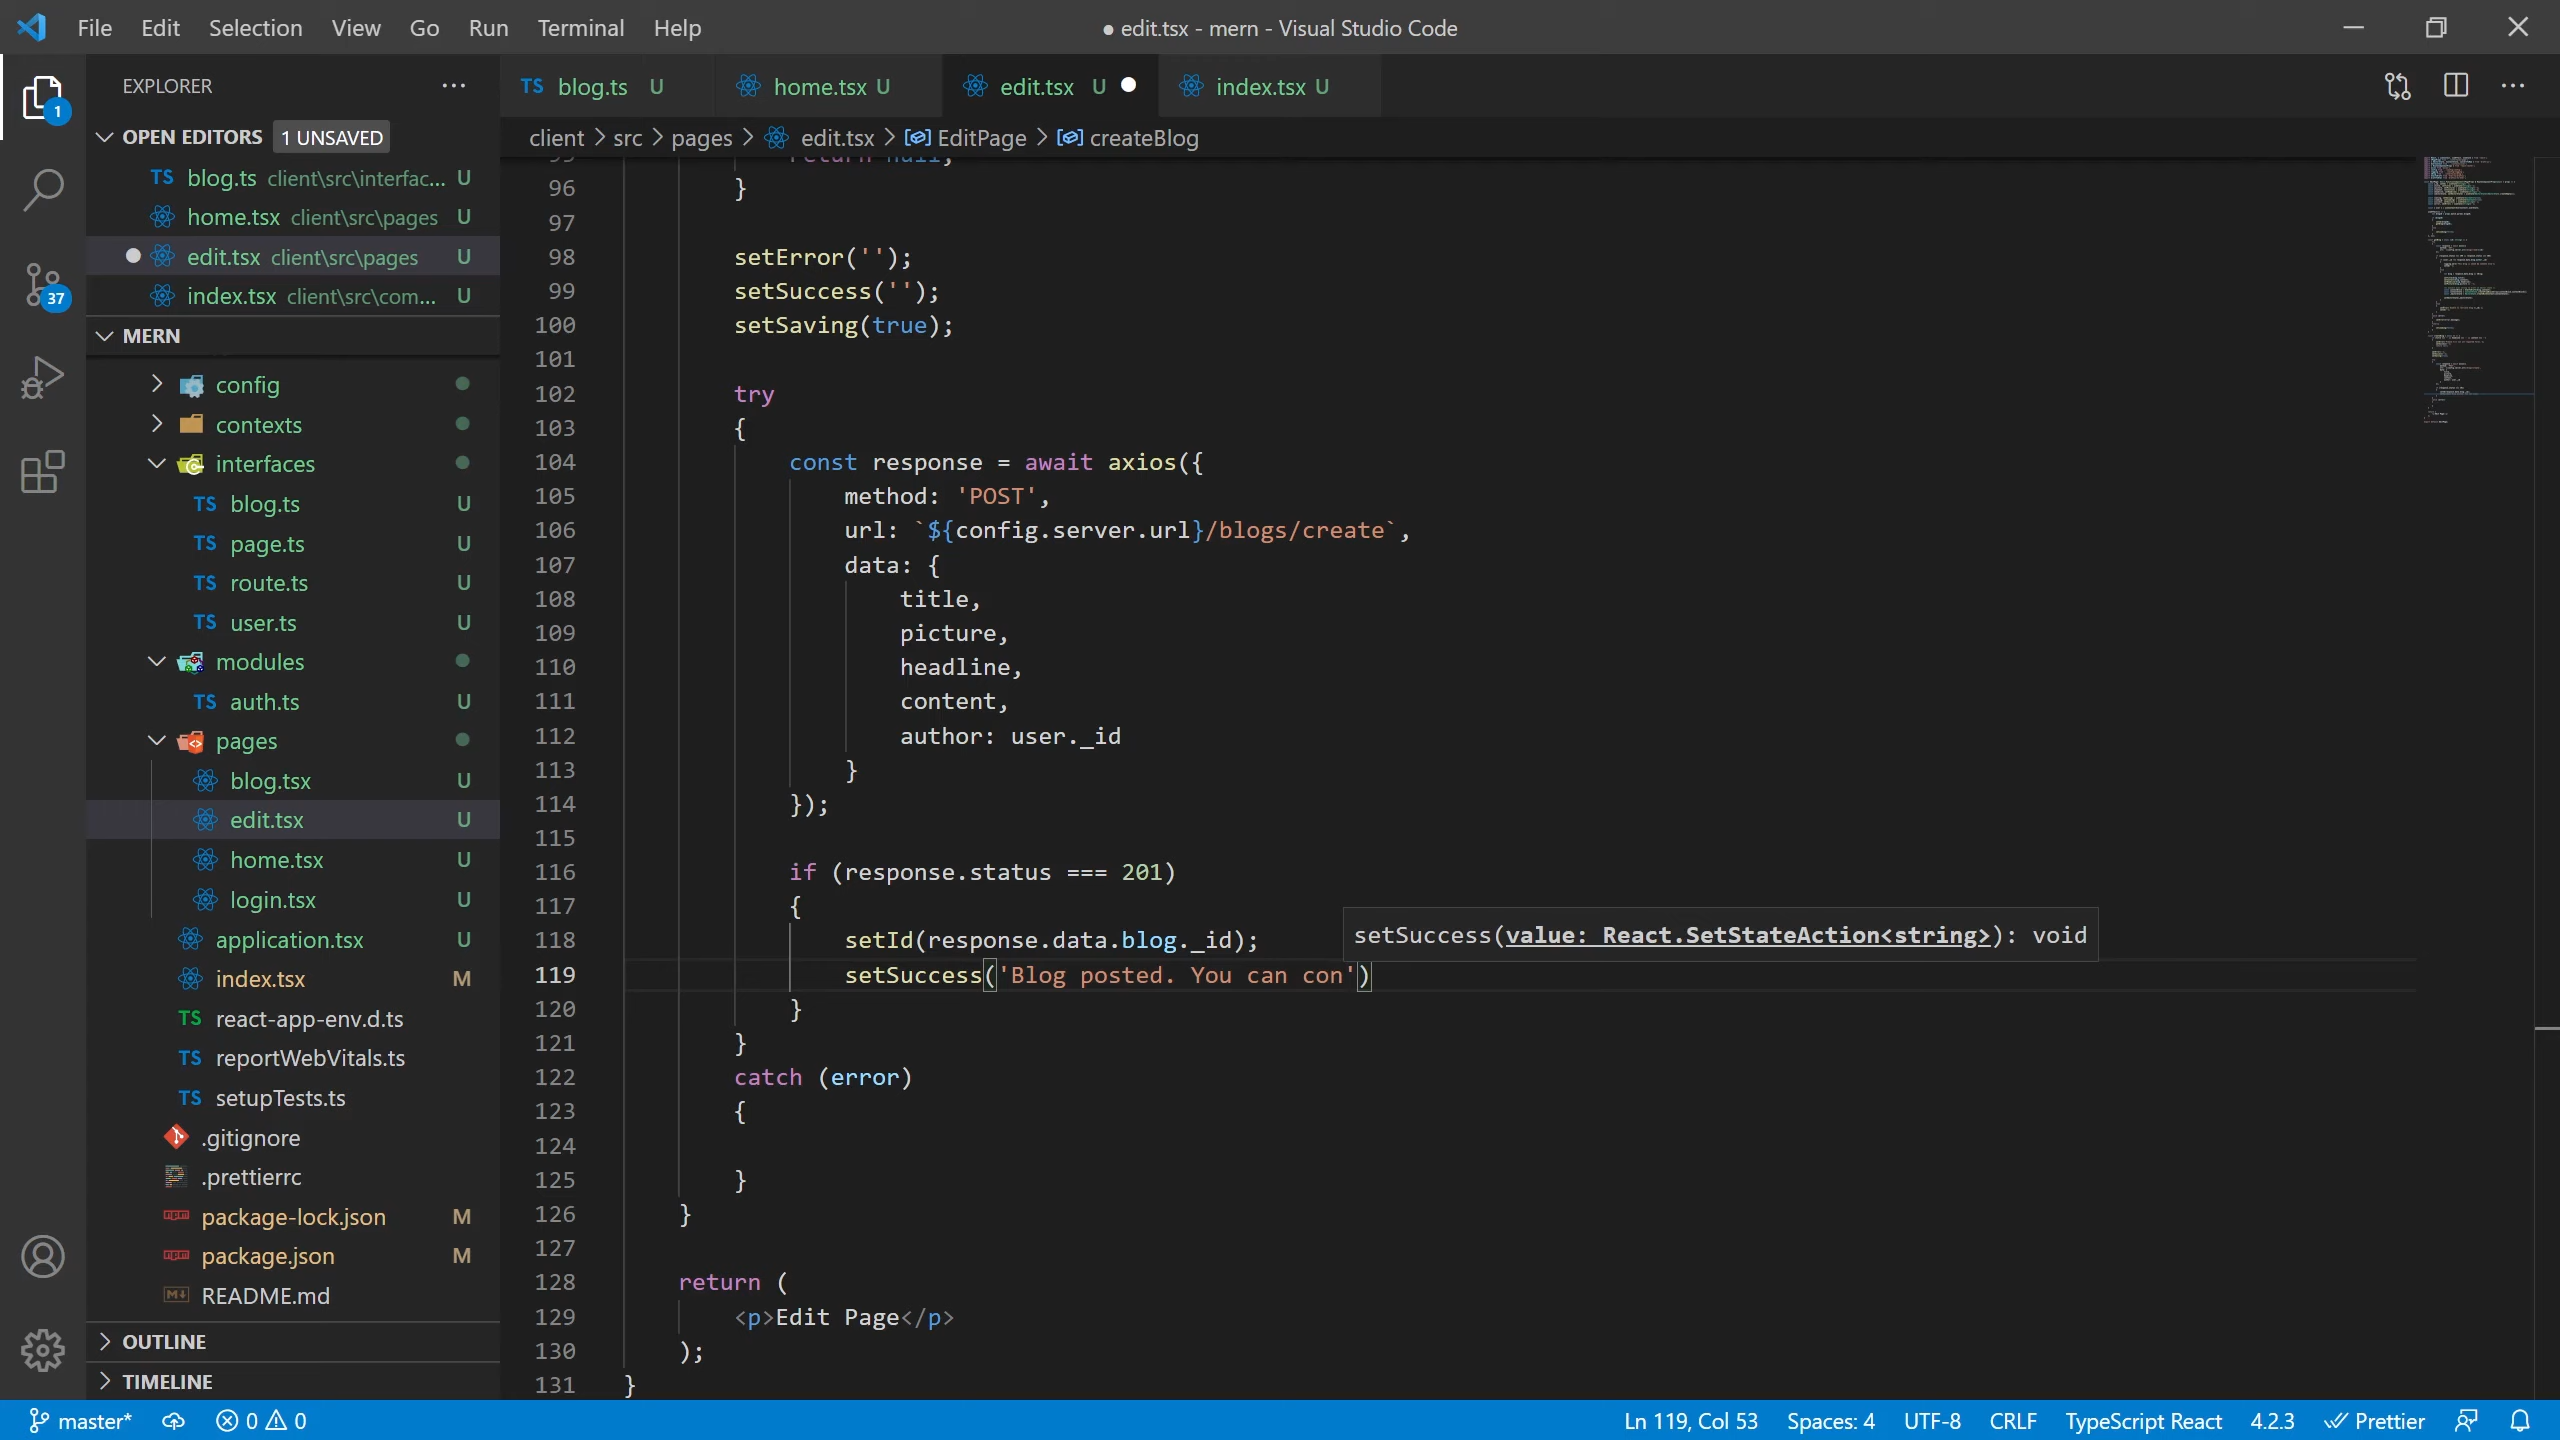 File Edit Selection View Go Run Terminal Help
● edit.tsx - mern - Visual Studio Code
1
37
EXPLORER ...
OPEN EDITORS 1 UNSAVED
TS blog.ts client\src\interfac... U
home.tsx client\src\pages U
edit.tsx client\src\pages U
index.tsx client\src\com... U
MERN
config
contexts
interfaces
TS blog.ts U
TS page.ts U
TS route.ts U
TS user.ts U
modules
TS auth.ts U
pages
blog.tsx U
edit.tsx U
home.tsx U
login.tsx U
application.tsx U
index.tsx M
TS react-app-env.d.ts
TS reportWebVitals.ts
TS setupTests.ts
.gitignore
.prettierrc
package-lock.json M
package.json M
README.md
OUTLINE
TIMELINE
TS blog.ts U
home.tsx U
edit.tsx U ●
index.tsx U
client > src > pages > edit.tsx > EditPage > createBlog
95 return null;
96 }
97
98 setError('');
99 setSuccess('');
100 setSaving(true);
101
102 try
103 {
104 const response = await axios({
105 method: 'POST',
106 url: `${config.server.url}/blogs/create`,
107 data: {
108 title,
109 picture,
110 headline,
111 content,
112 author: user._id
113 }
114 });
115
116 if (response.status === 201)
117 {
118 setId(response.data.blog._id);
setSuccess(value: React.SetStateAction<string>): void
119 setSuccess('Blog posted. You can con')
120 }
121 }
122 catch (error)
123 {
124
125 }
126 }
127
128 return (
129 <p>Edit Page</p>
130 );
131 }
master* 0 0 Ln 119, Col 53 Spaces: 4 UTF-8 CRLF TypeScript React 4.2.3 Prettier